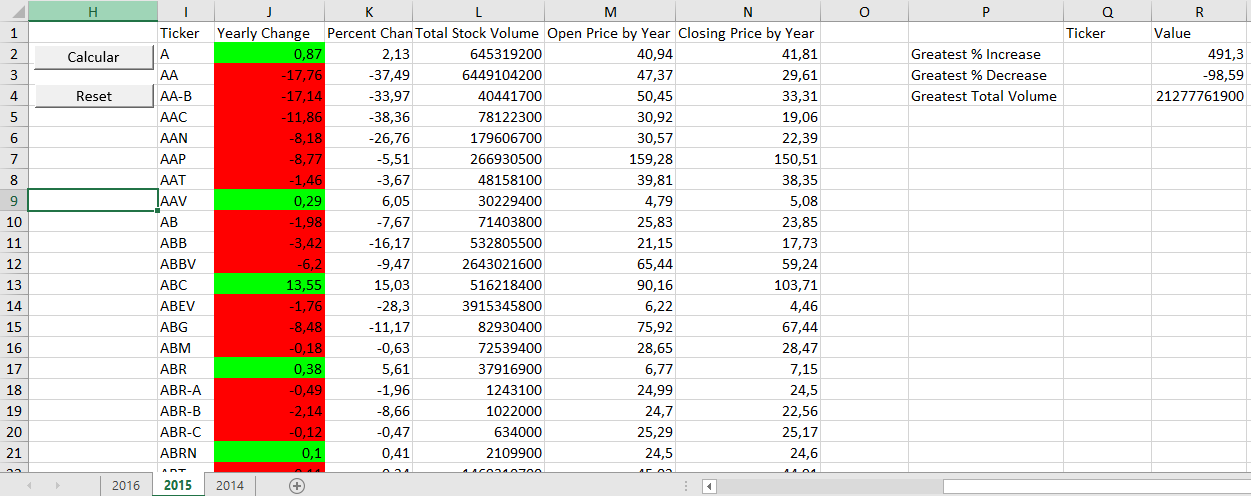 H I J K L M N O P Q R
1 Ticker Yearly Change Percent Chan Total Stock Volume Open Price by Year Closing Price by Year Ticker Value
2 Calcular A 0,87 2,13 645319200 40,94 41,81 Greatest % Increase 491,3
3 AA -17,76 -37,49 6449104200 47,37 29,61 Greatest % Decrease -98,59
4 Reset AA-B -17,14 -33,97 40441700 50,45 33,31 Greatest Total Volume 21277761900
5 AAC -11,86 -38,36 78122300 30,92 19,06
6 AAN -8,18 -26,76 179606700 30,57 22,39
7 AAP -8,77 -5,51 266930500 159,28 150,51
8 AAT -1,46 -3,67 48158100 39,81 38,35
9 AAV 0,29 6,05 30229400 4,79 5,08
10 AB -1,98 -7,67 71403800 25,83 23,85
11 ABB -3,42 -16,17 532805500 21,15 17,73
12 ABBV -6,2 -9,47 2643021600 65,44 59,24
13 ABC 13,55 15,03 516218400 90,16 103,71
14 ABEV -1,76 -28,3 3915345800 6,22 4,46
15 ABG -8,48 -11,17 82930400 75,92 67,44
16 ABM -0,18 -0,63 72539400 28,65 28,47
17 ABR 0,38 5,61 37916900 6,77 7,15
18 ABR-A -0,49 -1,96 1243100 24,99 24,5
19 ABR-B -2,14 -8,66 1022000 24,7 22,56
20 ABR-C -0,12 -0,47 634000 25,29 25,17
21 ABRN 0,1 0,41 2109900 24,5 24,6
2016 2015 2014